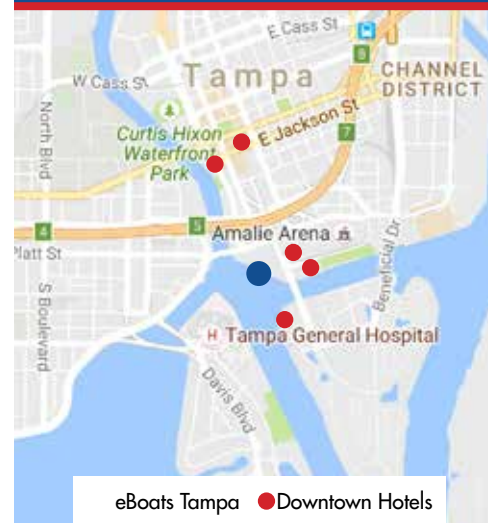 E Cass St
8
W Cass St
Tampa
CHANNEL
DISTRICT
North Blvd
Curtis Hixon
Waterfront
Park
E Jackson St
7
4
5
Amalie Arena
Platt St
Beneficial Dr
S Boulevard
H Tampa General Hospital
Davis Blvd
eBoats Tampa Downtown Hotels